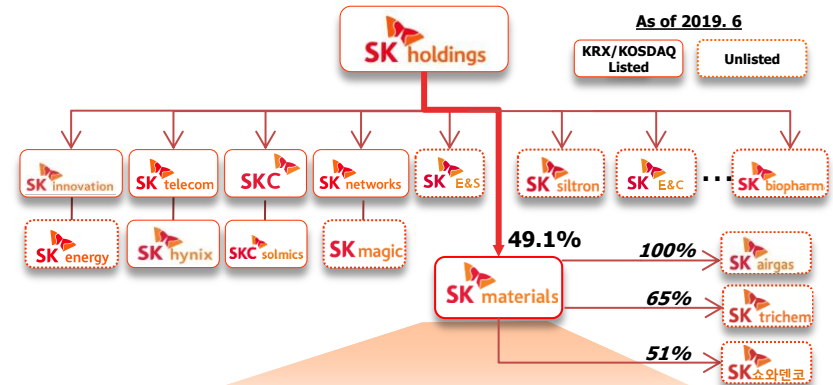 As of 2019. 6
SK holdings
KRX/KOSDAQ
Listed
Unlisted
SK innovation
SK telecom
SKC
SK networks
SK E&S
SK siltron
SK E&C
...
SK biopharm
SK energy
SK hynix
SKC solmics
SK magic
49.1%
SK materials
100%
SK airgas
65%
SK trichem
51%
SK 쇼와덴코